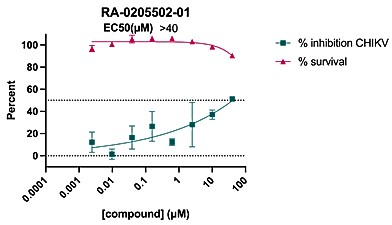 RA-0205502-01
EC50(µM) >40
% inhibition CHIKV
% survival
Percent
100
80
60
40
20
0
0.0001
0.001
0.01
0.1
1
10
100
[compound] (µM)